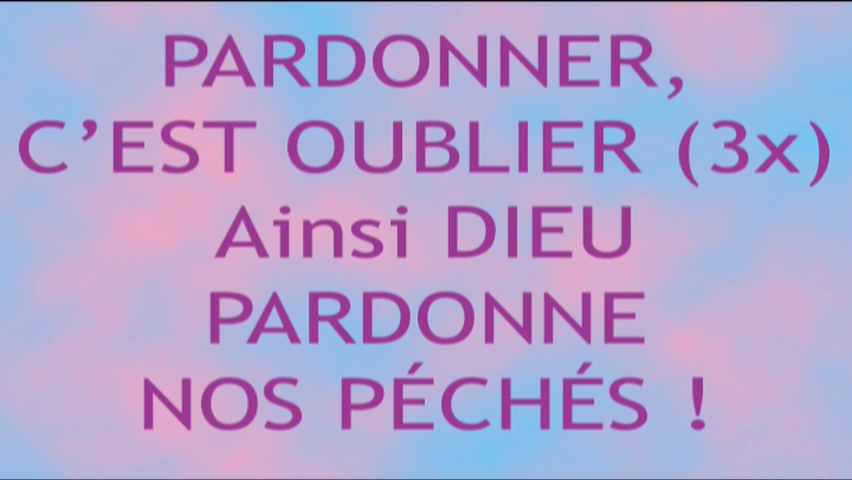 PARDONNER,
C’EST OUBLIER (3x)
Ainsi DIEU
PARDONNE
NOS PÉCHÉS !